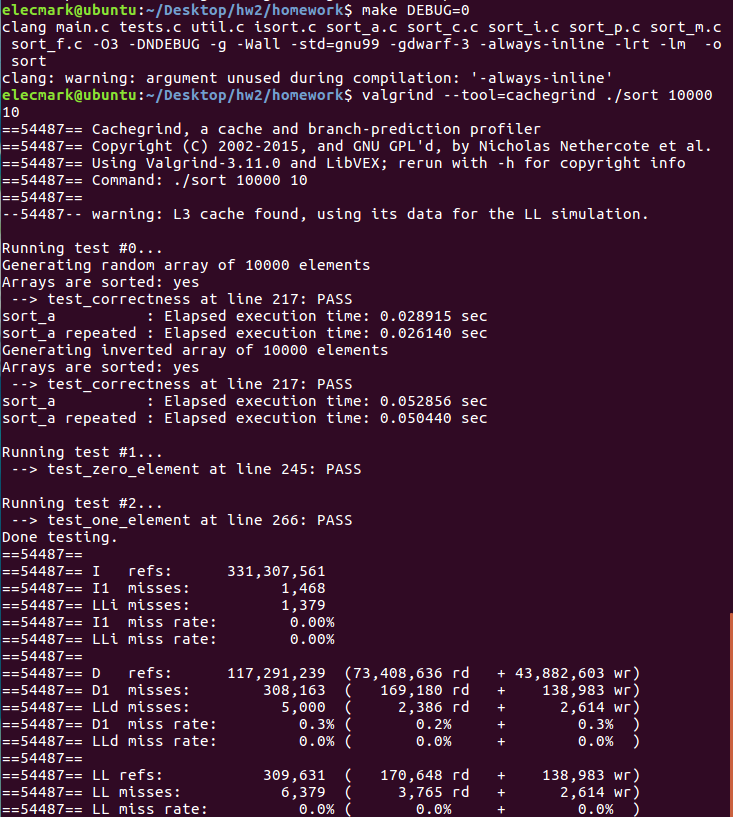 elecmark@ubuntu:~/Desktop/hw2/homework$ make DEBUG=0
clang main.c tests.c util.c isort.c sort_a.c sort_c.c sort_i.c sort_p.c sort_m.c
 sort_f.c -O3 -DNDEBUG -g -Wall -std=gnu99 -gdwarf-3 -always-inline -lrt -lm  -o
 sort
clang: warning: argument unused during compilation: '-always-inline'
elecmark@ubuntu:~/Desktop/hw2/homework$ valgrind --tool=cachegrind ./sort 10000
10
==54487== Cachegrind, a cache and branch-prediction profiler
==54487== Copyright (C) 2002-2015, and GNU GPL'd, by Nicholas Nethercote et al.
==54487== Using Valgrind-3.11.0 and LibVEX; rerun with -h for copyright info
==54487== Command: ./sort 10000 10
==54487==
--54487-- warning: L3 cache found, using its data for the LL simulation.

Running test #0...
Generating random array of 10000 elements
Arrays are sorted: yes
 --> test_correctness at line 217: PASS
sort_a          : Elapsed execution time: 0.028915 sec
sort_a repeated : Elapsed execution time: 0.026140 sec
Generating inverted array of 10000 elements
Arrays are sorted: yes
 --> test_correctness at line 217: PASS
sort_a          : Elapsed execution time: 0.052856 sec
sort_a repeated : Elapsed execution time: 0.050440 sec

Running test #1...
 --> test_zero_element at line 245: PASS

Running test #2...
 --> test_one_element at line 266: PASS
Done testing.
==54487==
==54487== I   refs:      331,307,561
==54487== I1  misses:          1,468
==54487== LLi misses:          1,379
==54487== I1  miss rate:        0.00%
==54487== LLi miss rate:        0.00%
==54487==
==54487== D   refs:      117,291,239  (73,408,636 rd   + 43,882,603 wr)
==54487== D1  misses:        308,163  (   169,180 rd   +    138,983 wr)
==54487== LLd misses:          5,000  (     2,386 rd   +      2,614 wr)
==54487== D1  miss rate:         0.3% (       0.2%     +        0.3%  )
==54487== LLd miss rate:         0.0% (       0.0%     +        0.0%  )
==54487==
==54487== LL refs:           309,631  (   170,648 rd   +    138,983 wr)
==54487== LL misses:           6,379  (     3,765 rd   +      2,614 wr)
==54487== LL miss rate:          0.0% (       0.0%     +        0.0%  )